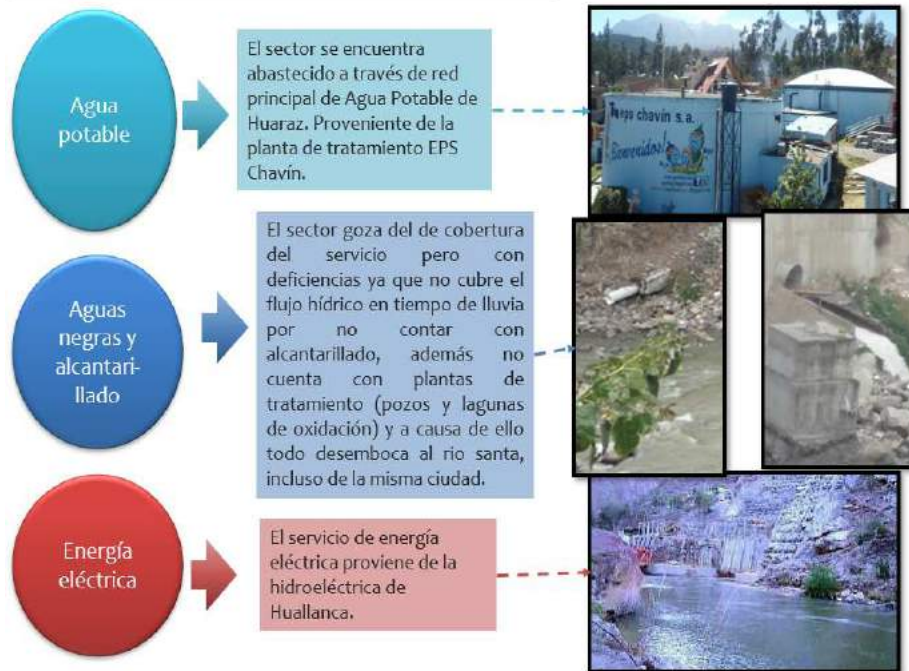 Agua
potable
El sector se encuentra
abastecido a través de red
principal de Agua Potable de
Huaraz. Proveniente de la
planta de tratamiento EPS
Chavín.
eps chavín s.a.
Bienvenidos!
Aguas
negras y
alcantari-
llado
El sector goza del de cobertura
del servicio pero con
deficiencias ya que no cubre el
flujo hídrico en tiempo de lluvia
por no contar con
alcantarillado, además no
cuenta con plantas de
tratamiento (pozos y lagunas
de oxidación) y a causa de ello
todo desemboca al rio santa,
incluso de la misma ciudad.
Energía
eléctrica
El servicio de energía
eléctrica proviene de la
hidroeléctrica de
Huallanca.